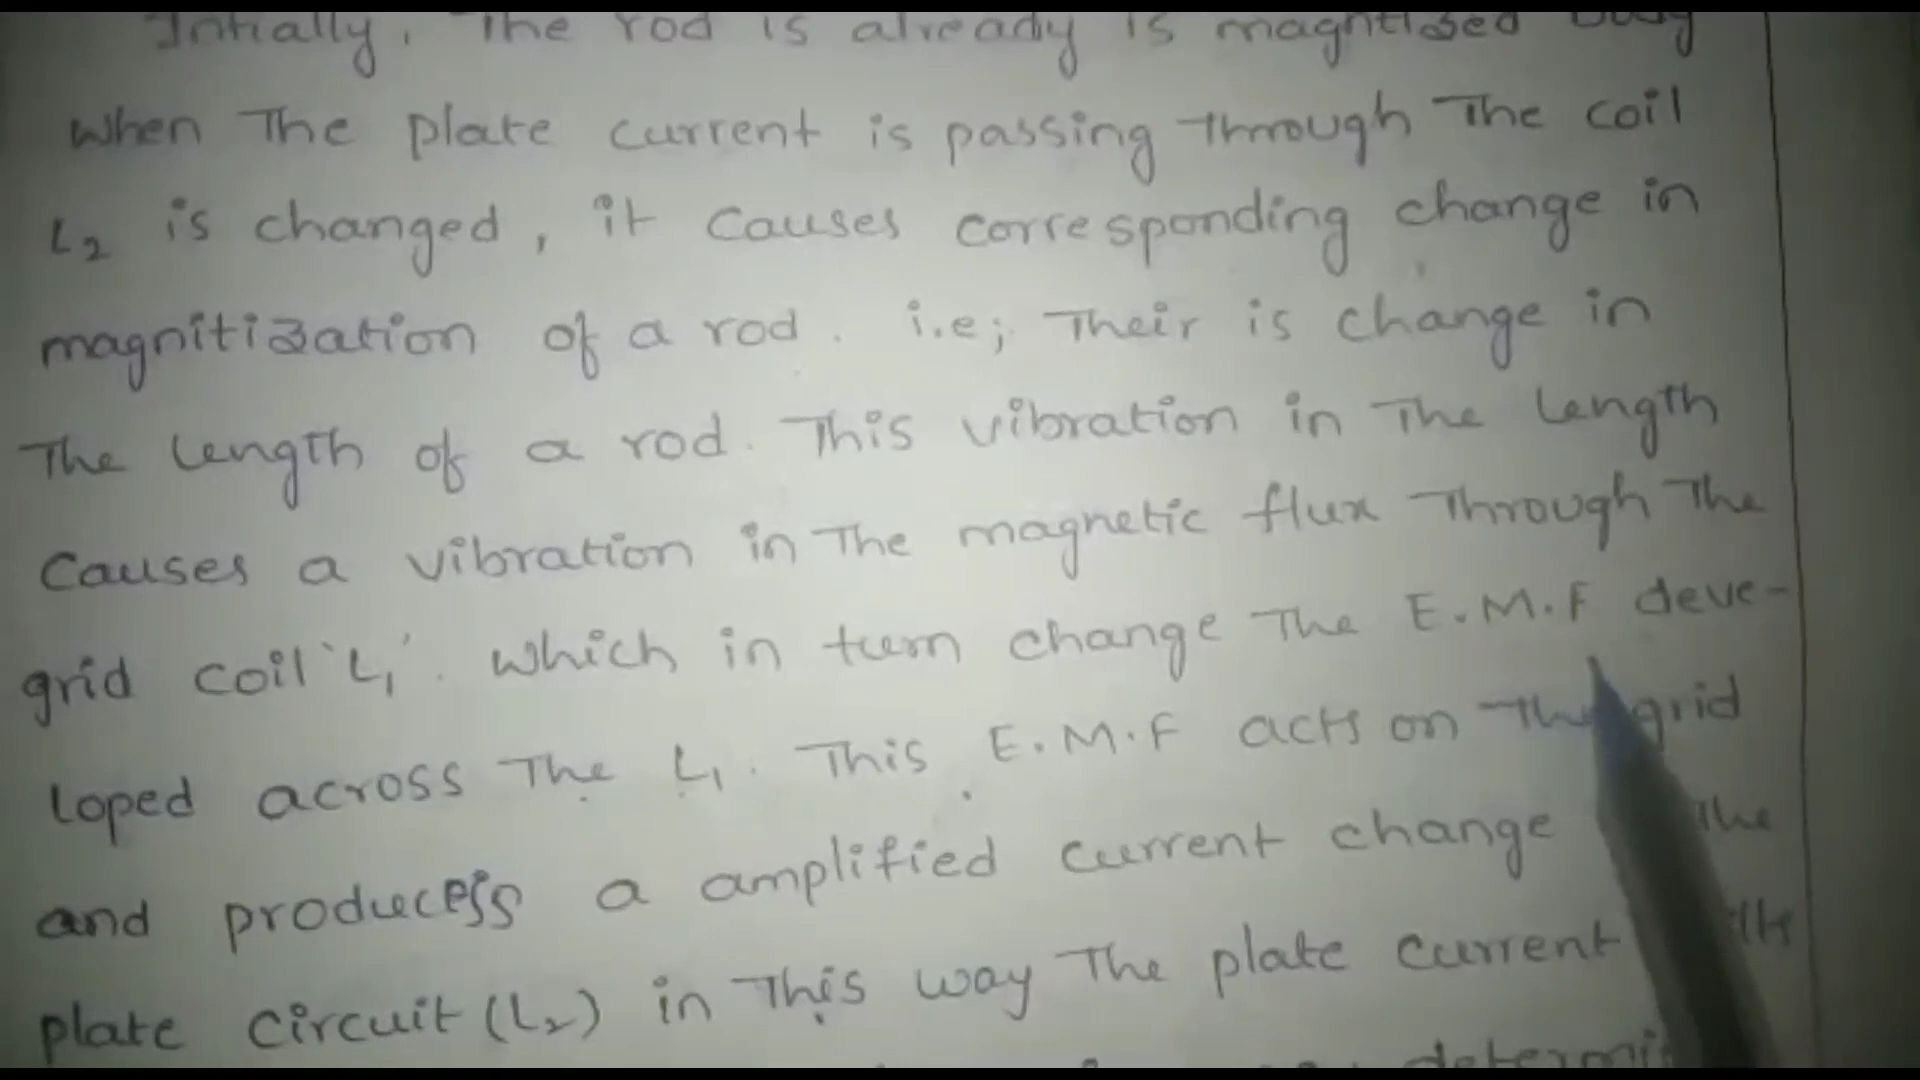 Intially, The rod is already is magnetised
when The plate current is passing Through The coil
L2 is changed, it causes corresponding change in
magnitization of a rod. i.e; Their is change in
The length of a rod. This vibration in The length
causes a vibration in The magnetic flux Through The
grid coil 'L1'. Which in turn change The E.M.F deve-
loped across The L1. This E.M.F acts on The grid
and producess a amplified current change The
plate circuit (L2) in This way The plate current